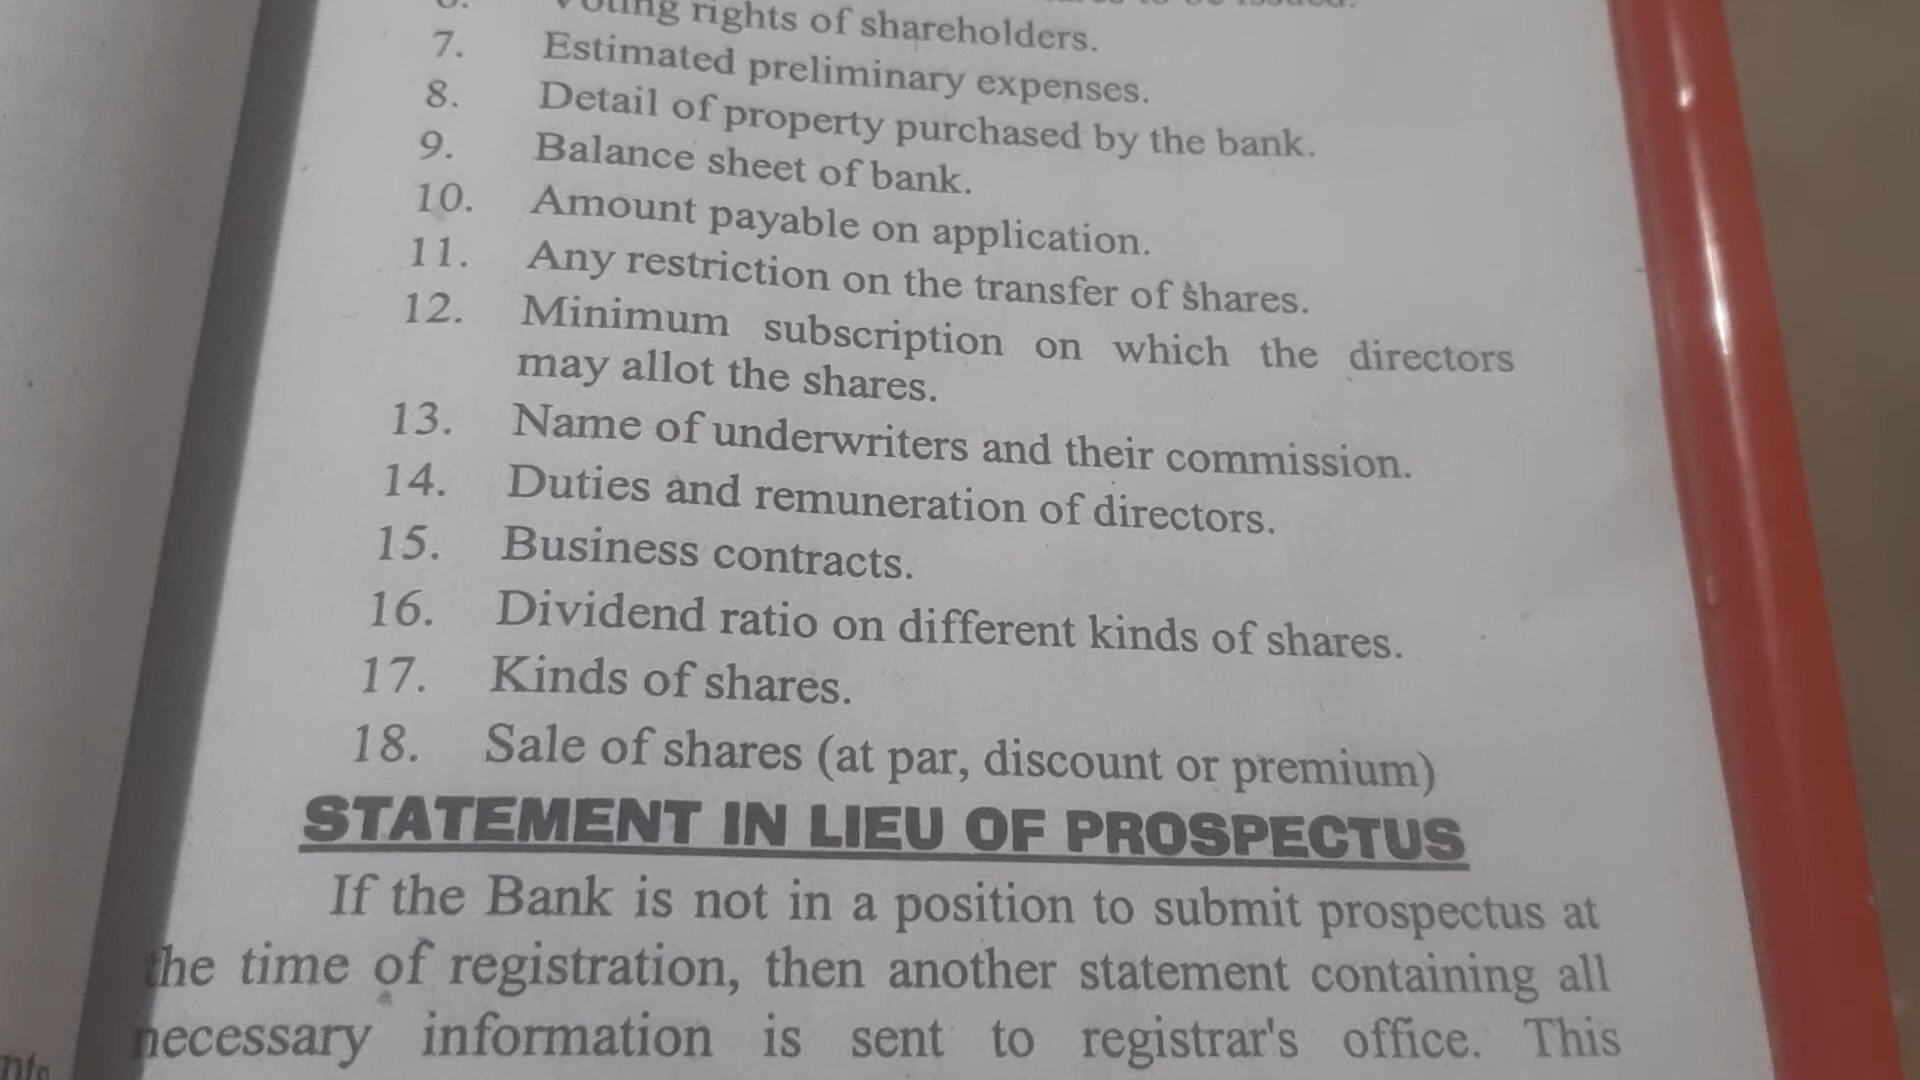 6. Voting rights of shareholders.
7. Estimated preliminary expenses.
8. Detail of property purchased by the bank.
9. Balance sheet of bank.
10. Amount payable on application.
11. Any restriction on the transfer of shares.
12. Minimum subscription on which the directors
may allot the shares.
13. Name of underwriters and their commission.
14. Duties and remuneration of directors.
15. Business contracts.
16. Dividend ratio on different kinds of shares.
17. Kinds of shares.
18. Sale of shares (at par, discount or premium)
STATEMENT IN LIEU OF PROSPECTUS
If the Bank is not in a position to submit prospectus at
the time of registration, then another statement containing all
necessary information is sent to registrar's office. This